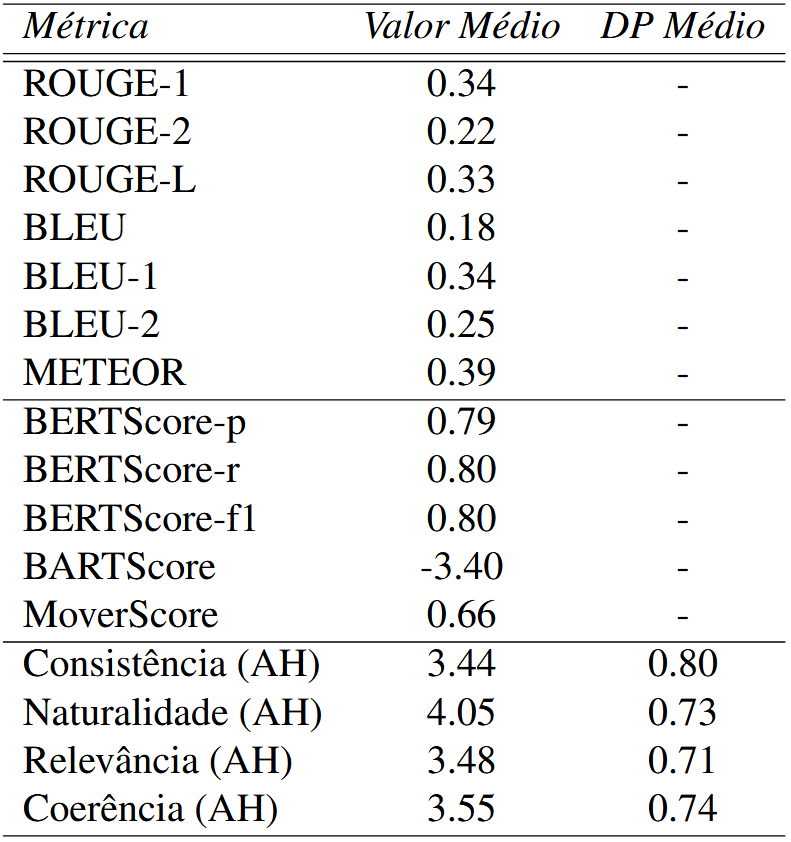 Métrica Valor Médio DP Médio
ROUGE-1 0.34 -
ROUGE-2 0.22 -
ROUGE-L 0.33 -
BLEU 0.18 -
BLEU-1 0.34 -
BLEU-2 0.25 -
METEOR 0.39 -
BERTScore-p 0.79 -
BERTScore-r 0.80 -
BERTScore-f1 0.80 -
BARTScore -3.40 -
MoverScore 0.66 -
Consistência (AH) 3.44 0.80
Naturalidade (AH) 4.05 0.73
Relevância (AH) 3.48 0.71
Coerência (AH) 3.55 0.74